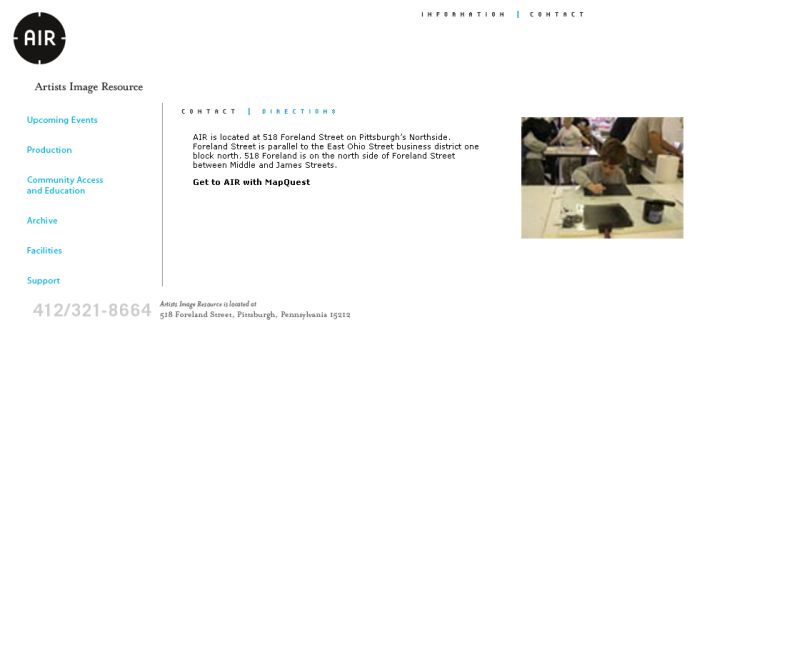 INFORMATION | CONTACT
AIR
Artists Image Resource
Upcoming Events
Production
Community Access
and Education
Archive
Facilities
Support
CONTACT | DIRECTIONS
AIR is located at 518 Foreland Street on Pittsburgh's Northside.
Foreland Street is parallel to the East Ohio Street business district one
block north. 518 Foreland is on the north side of Foreland Street
between Middle and James Streets.
Get to AIR with MapQuest
412/321-8664
Artists Image Resource is located at
518 Foreland Street, Pittsburgh, Pennsylvania 15212